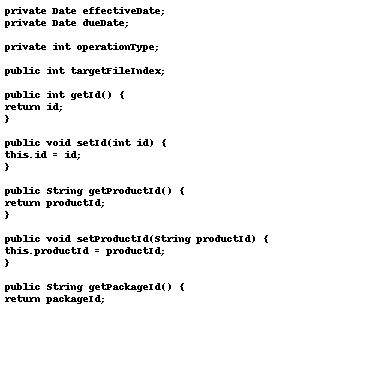 private Date effectiveDate;
private Date dueDate;
private int operationType;
public int targetFileIndex;
public int getId() {
return id;
}
public void setId(int id) {
this.id = id;
}
public String getProductId() {
return productId;
}
public void setProductId(String productId) {
this.productId = productId;
}
public String getPackageId() {
return packageId;